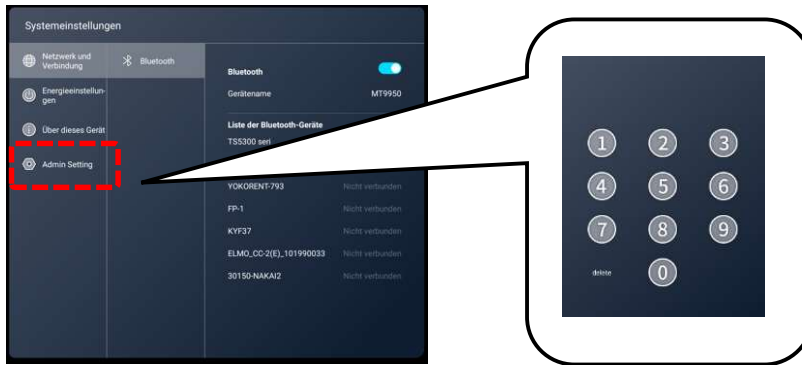 Systemeinstellungen
Netzwerk und
Verbindung
Bluetooth
Energieeinstellun-
gen
Über dieses Gerät
Admin Setting
Bluetooth
Gerätename MT9950
Liste der Bluetooth-Geräte
TS5300 seri
YOKORENT-793 Nicht verbunden
FP-1 Nicht verbunden
KYF37 Nicht verbunden
ELMO_CC-2(E)_101990033 Nicht verbunden
30150-NAKAI2 Nicht verbunden
1 2 3
4 5 6
7 8 9
delete 0